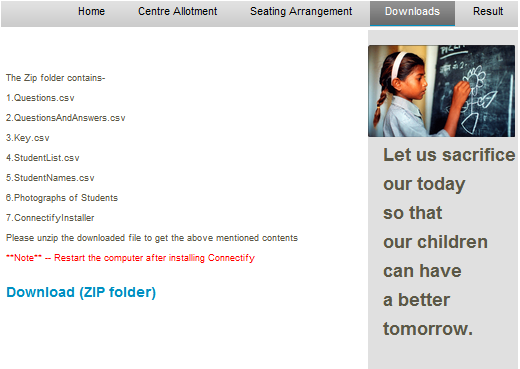 Home Centre Allotment Seating Arrangement Downloads Result
The Zip folder contains-
1.Questions.csv
2.QuestionsAndAnswers.csv
3.Key.csv
4.StudentList.csv
5.StudentNames.csv
6.Photographs of Students
7.ConnectifyInstaller
Please unzip the downloaded file to get the above mentioned contents
**Note** -- Restart the computer after installing Connectify
Download (ZIP folder)
Let us sacrifice
our today
so that
our children
can have
a better
tomorrow.